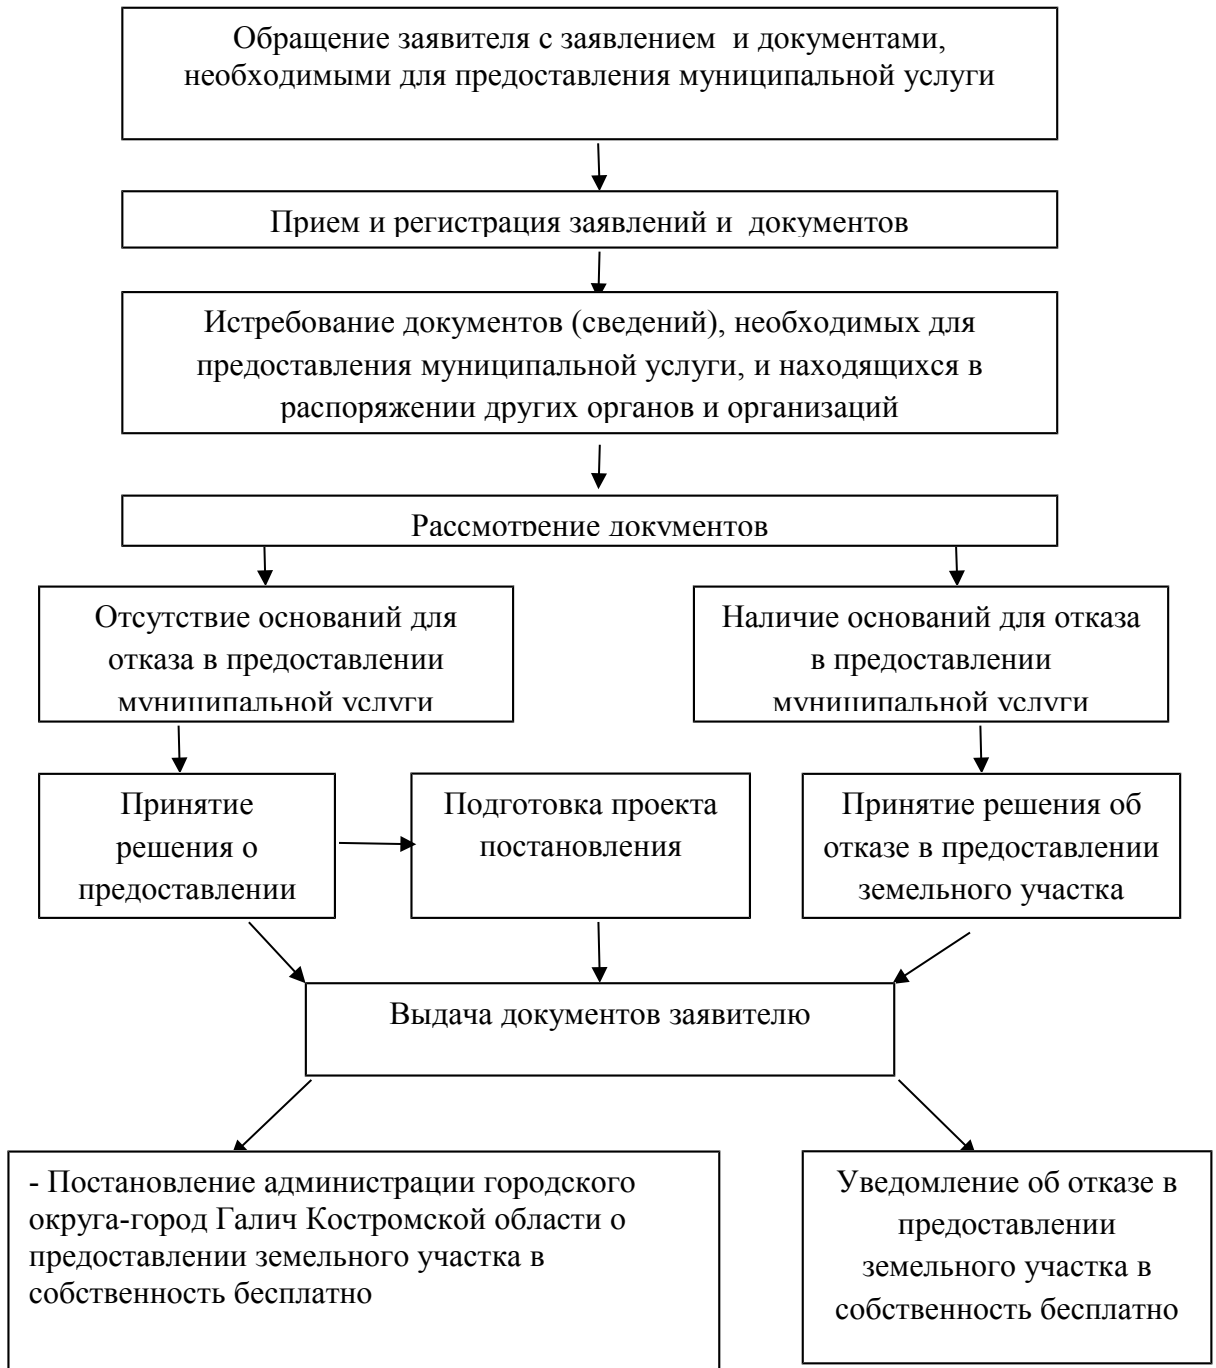 Обращение заявителя с заявлением  и документами,
необходимыми для предоставления муниципальной услуги
Прием и регистрация заявлений и  документов
Истребование документов (сведений), необходимых для
предоставления муниципальной услуги, и находящихся в
распоряжении других органов и организаций
Рассмотрение документов
Отсутствие оснований для
отказа в предоставлении
муниципальной услуги
Наличие оснований для отказа
в предоставлении
муниципальной услуги
Принятие
решения о
предоставлении
Подготовка проекта
постановления
Принятие решения об
отказе в предоставлении
земельного участка
Выдача документов заявителю
- Постановление администрации городского
округа-город Галич Костромской области о
предоставлении земельного участка в
собственность бесплатно
Уведомление об отказе в
предоставлении
земельного участка в
собственность бесплатно